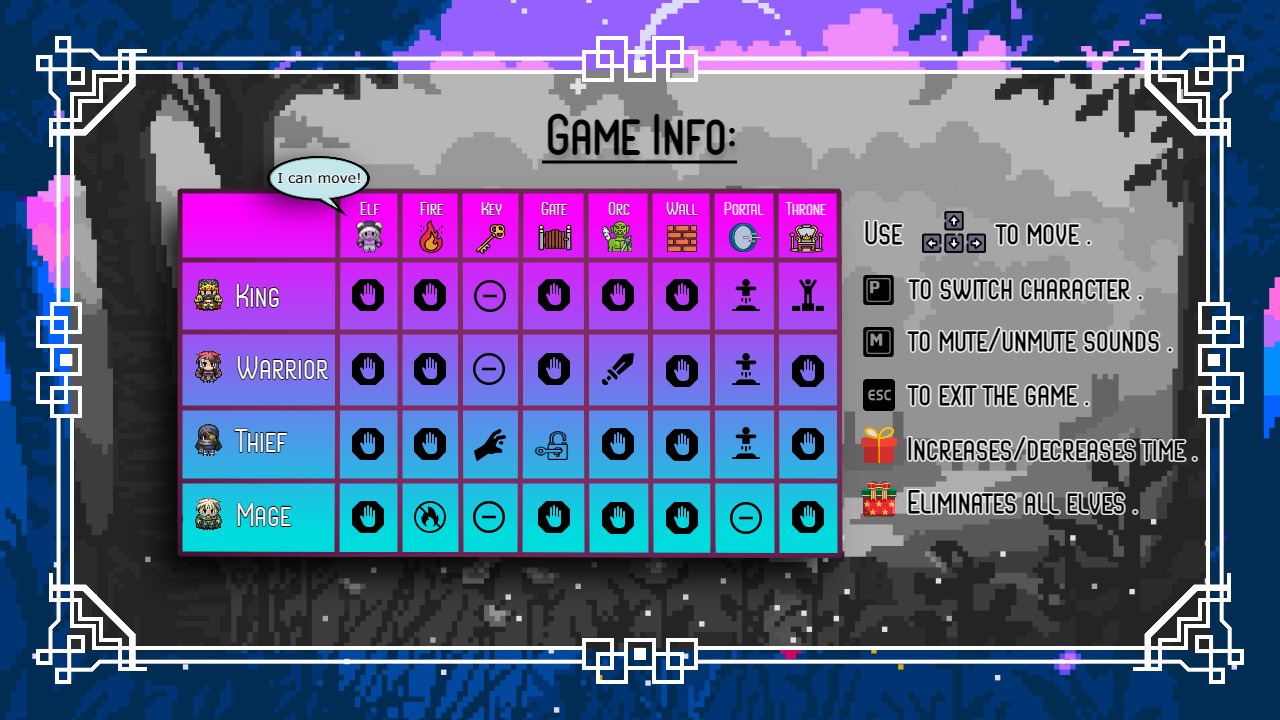 GAME INFO:
I can move!
ELF FIRE KEY GATE ORC WALL PORTAL THRONE
KING
WARRIOR
THIEF
MAGE
USE TO MOVE .
P TO SWITCH CHARACTER .
M TO MUTE/UNMUTE SOUNDS .
ESC TO EXIT THE GAME .
INCREASES/DECREASES TIME .
ELIMINATES ALL ELVES .